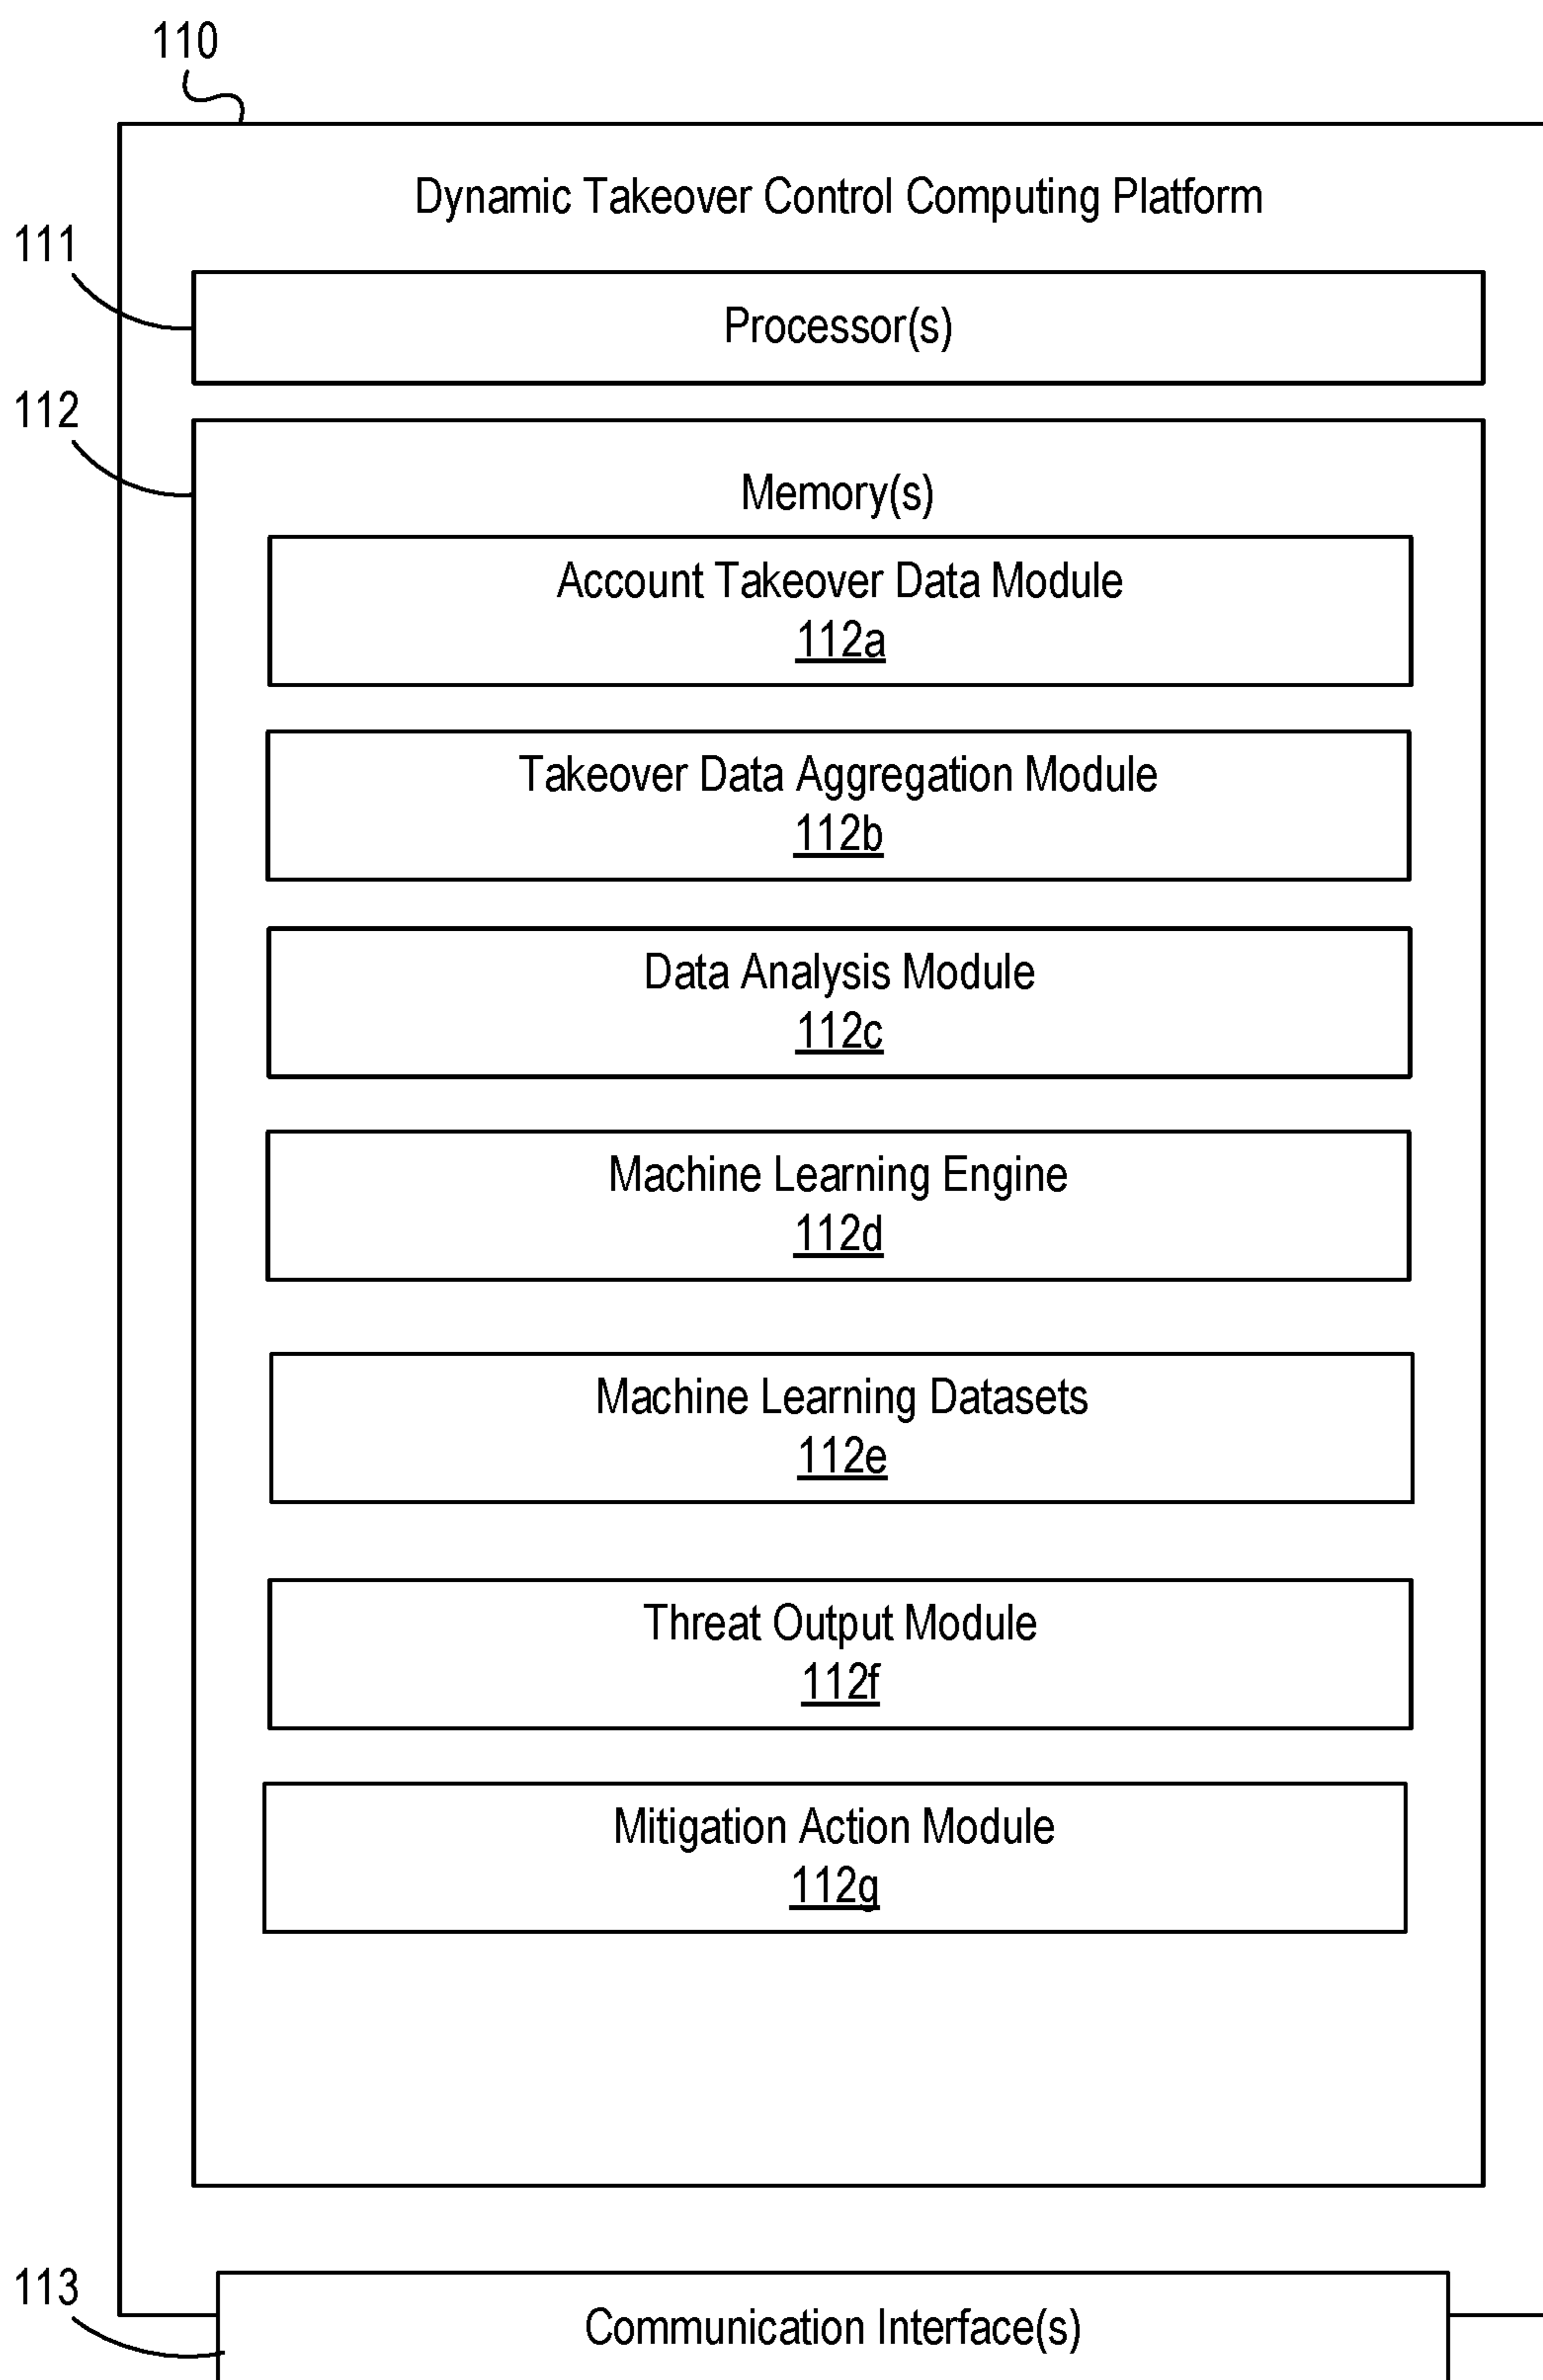 110
Dynamic Takeover Control Computing Platform
111
Processor(s)
112
Memory(s)
Account Takeover Data Module
112a
Takeover Data Aggregation Module
112b
Data Analysis Module
112c
Machine Learning Engine
112d
Machine Learning Datasets
112e
Threat Output Module
112f
Mitigation Action Module
112g
113
Communication Interface(s)